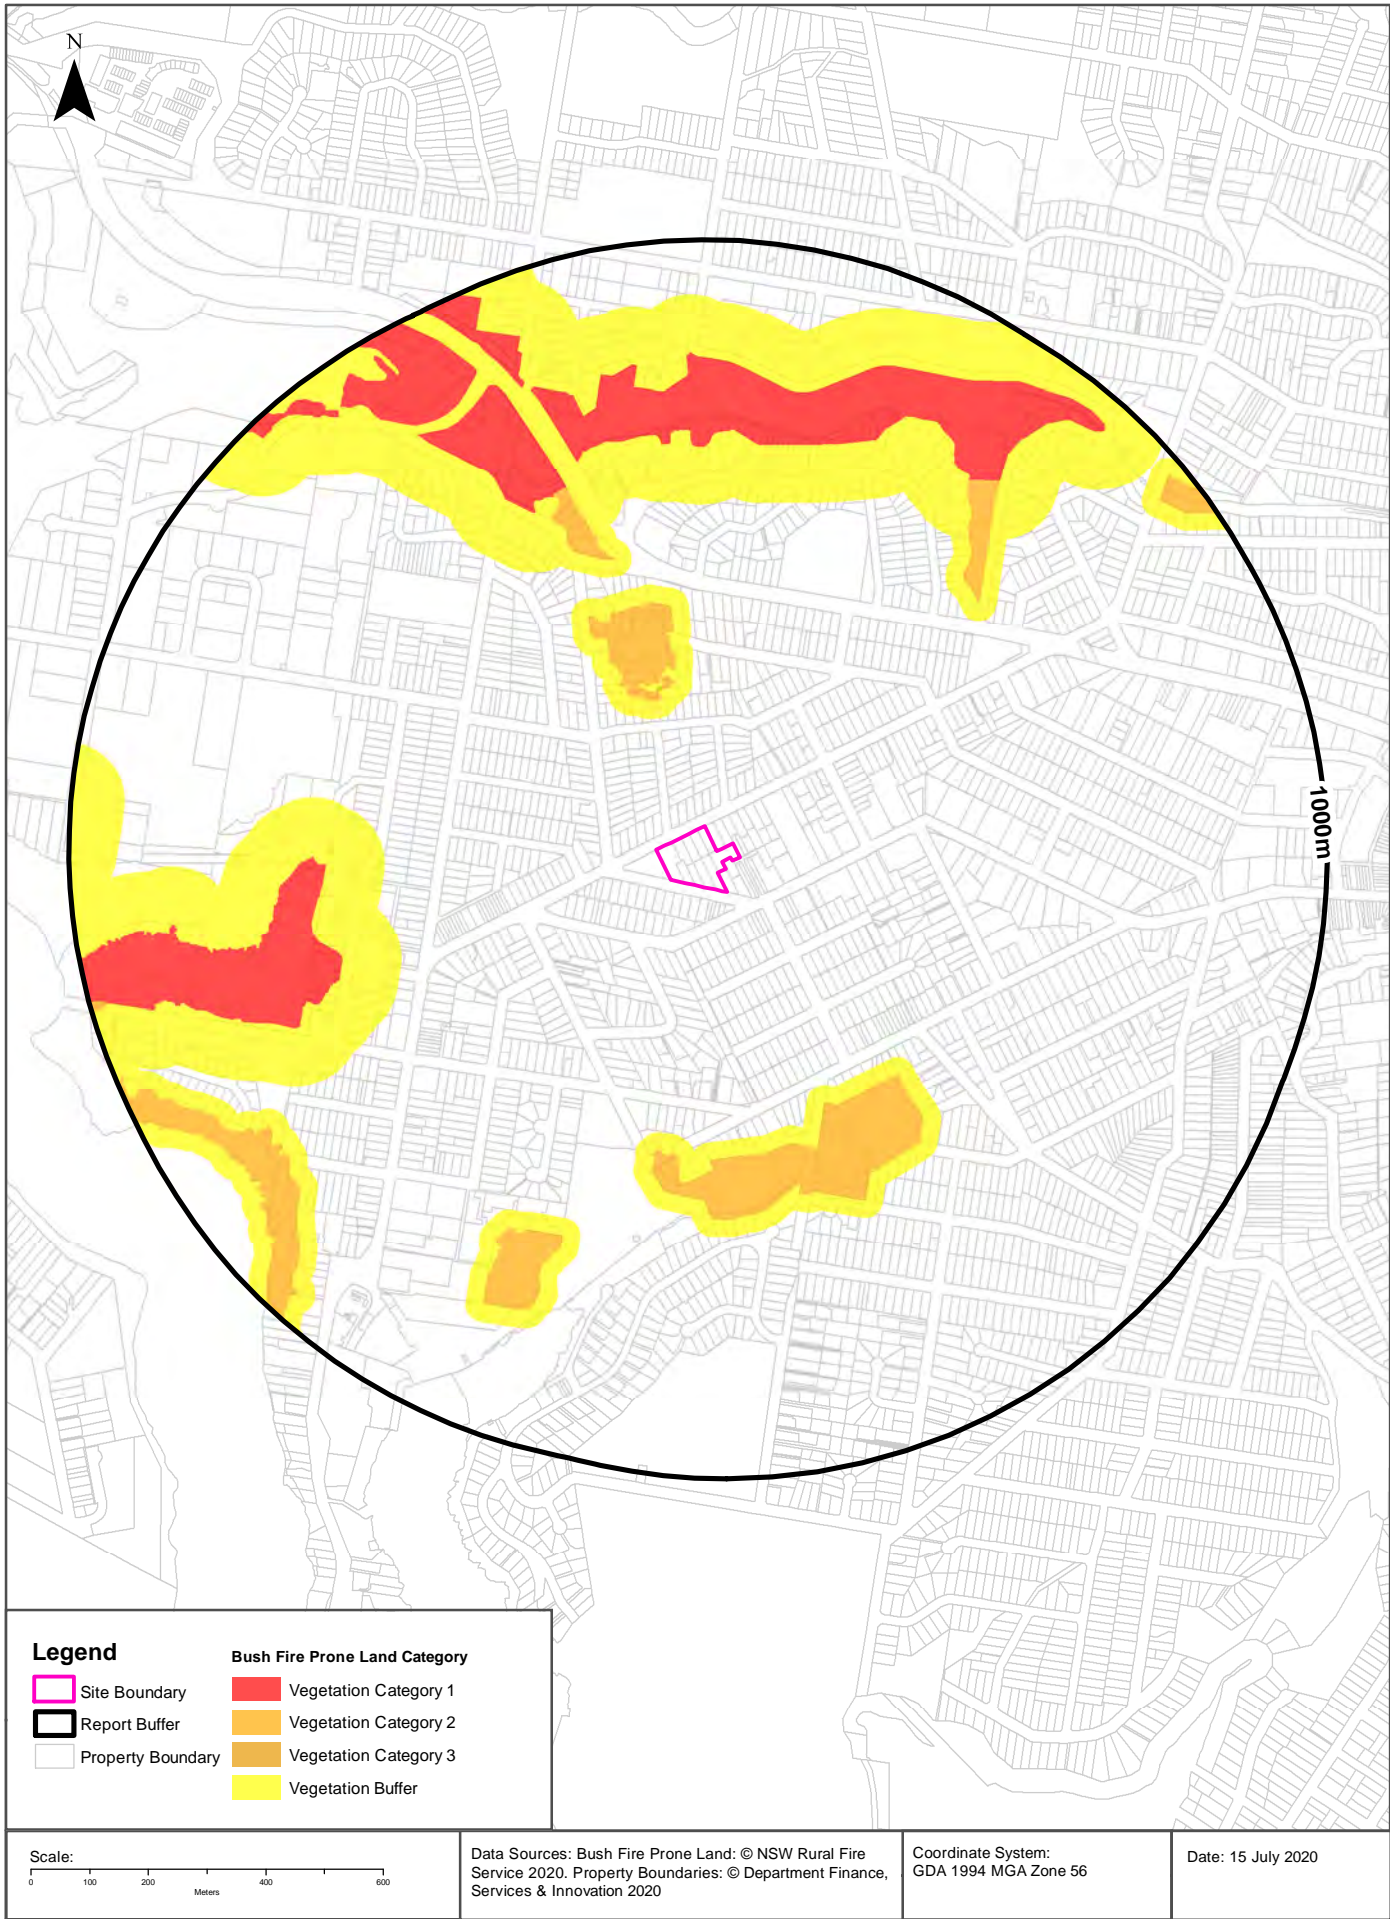 N
1000m
Legend
Site Boundary
Report Buffer
Property Boundary
Bush Fire Prone Land Category
Vegetation Category 1
Vegetation Category 2
Vegetation Category 3
Vegetation Buffer
Scale:
0 100 200 400 600
Meters
Data Sources: Bush Fire Prone Land: © NSW Rural Fire
Service 2020. Property Boundaries: © Department Finance,
Services & Innovation 2020
Coordinate System:
GDA 1994 MGA Zone 56
Date: 15 July 2020